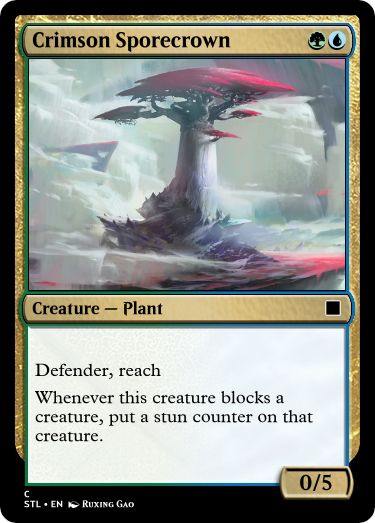 Crimson Sporecrown
Creature — Plant
Defender, reach
Whenever this creature blocks a
creature, put a stun counter on that
creature.
0/5
C
STL • EN Ruxing Gao